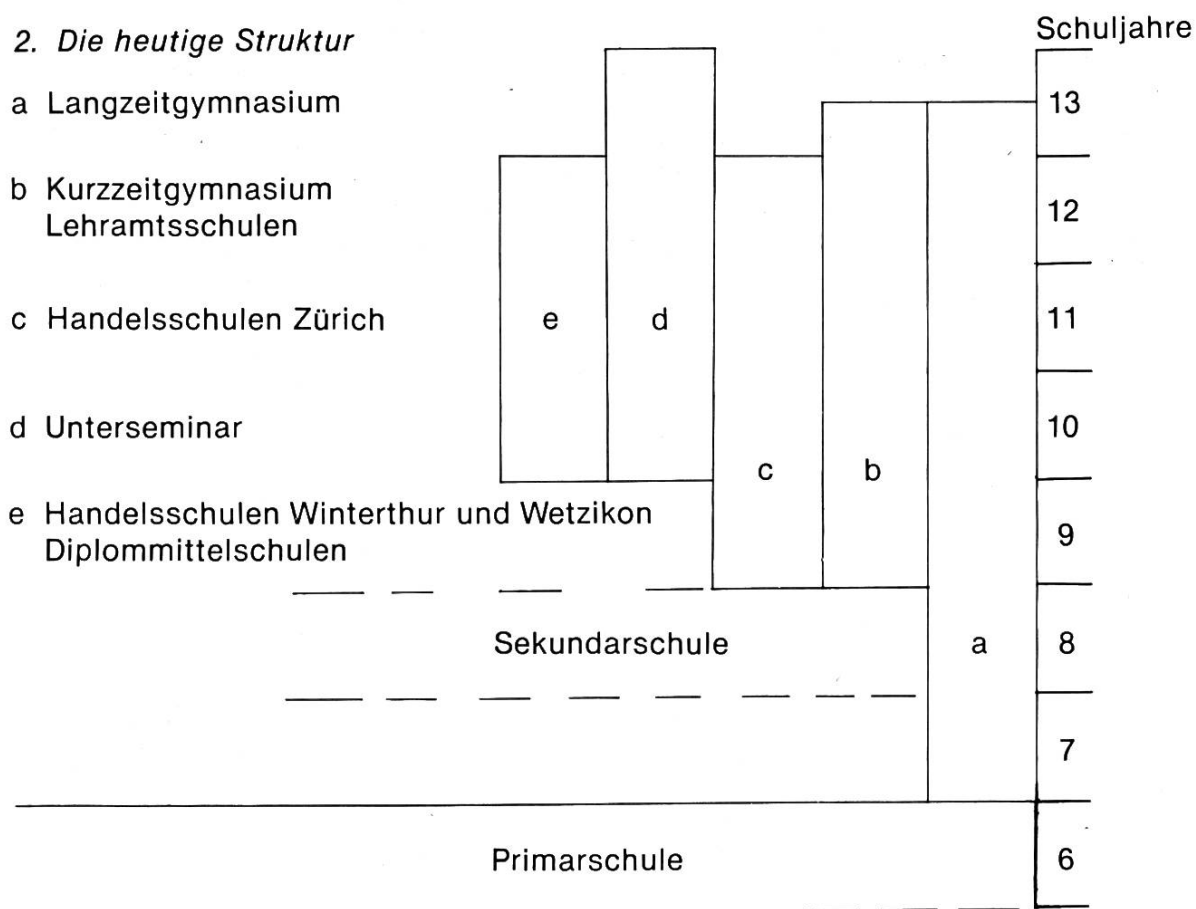 2. Die heutige Struktur
Schuljahre
a Langzeitgymnasium
13
b Kurzzeitgymnasium
Lehramtsschulen
12
c Handelsschulen Zürich
e
d
11
d Unterseminar
10
c
b
e Handelsschulen Winterthur und Wetzikon
Diplommittelschulen
9
Sekundarschule
a
8
7
Primarschule
6